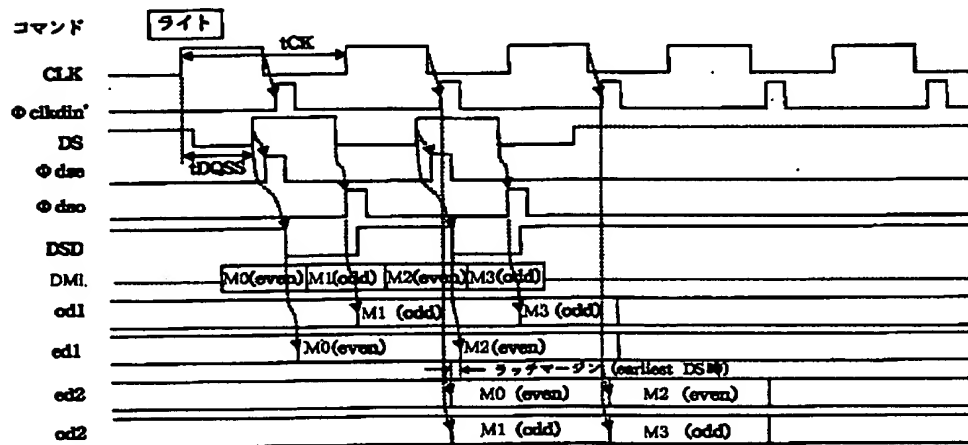 コマンド ライト
tCK
CLK
Φclkdin'
DS
tDQSS
Φdse
Φdso
DSD
DMi. M0(even) M1(odd) M2(even) M3(odd)
od1 M1 (odd) M3 (odd)
ed1 M0(even) M2(even)
ラッチマージン (earliest DS時)
ed2 M0 (even) M2 (even)
od2 M1 (odd) M3 (odd)